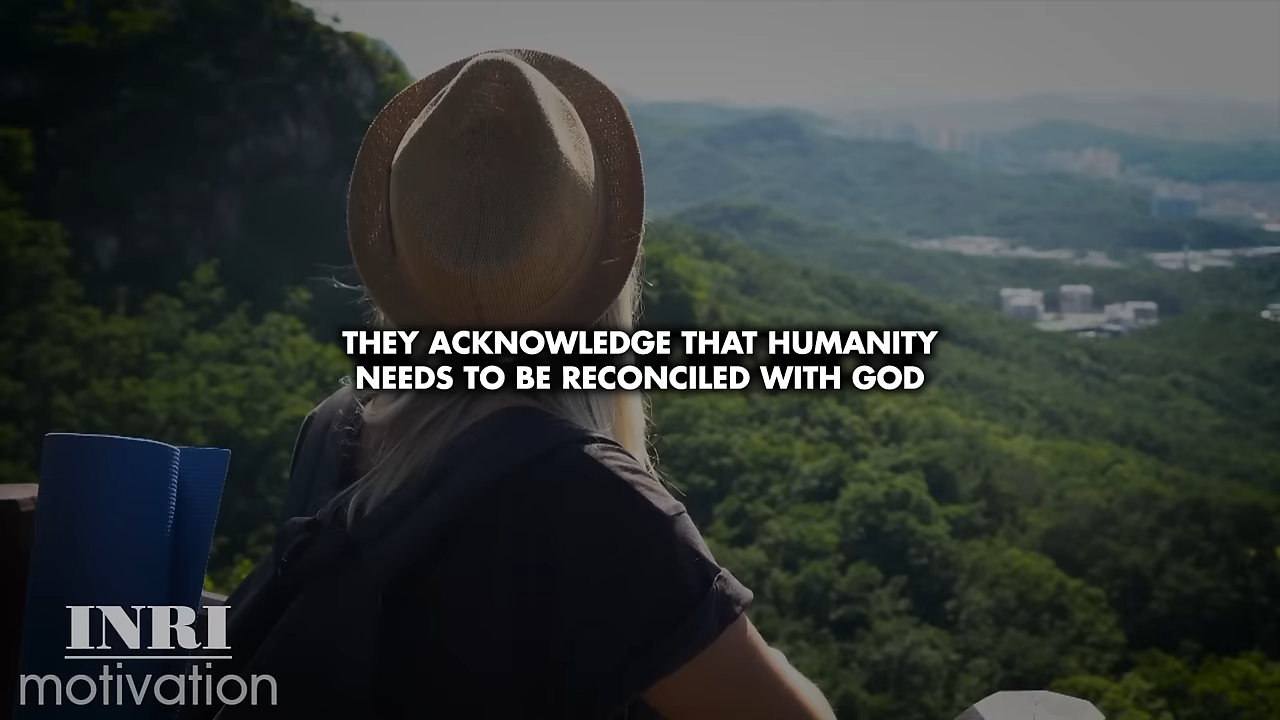 THEY ACKNOWLEDGE THAT HUMANITY
NEEDS TO BE RECONCILED WITH GOD
INRI
motivation